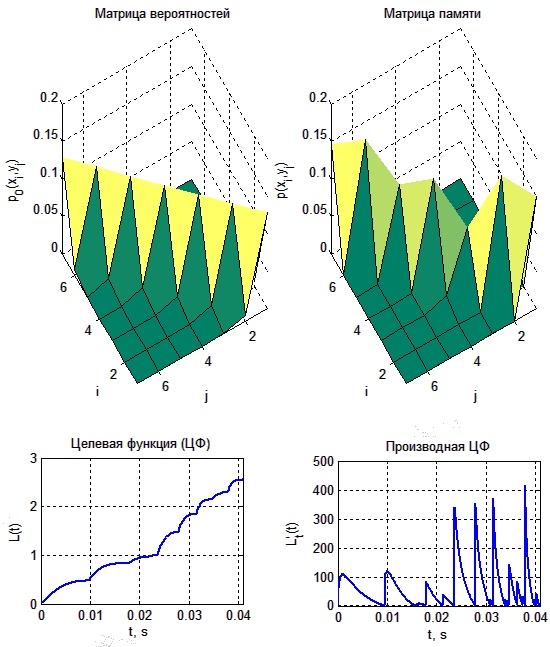 Матрица вероятностей
Матрица памяти
0.2
0.15
0.1
0.05
0
p₀(xᵢ,yⱼ)
6
4
2
i
6
4
2
j
0.2
0.15
0.1
0.05
0
p(xᵢ,yⱼ)
6
4
2
i
6
4
2
j
Целевая функция (ЦФ)
3
2
1
0
L(t)
0 0.01 0.02 0.03 0.04
t, s
Производная ЦФ
500
400
300
200
100
0
L'ₜ(t)
0 0.01 0.02 0.03 0.04
t, s